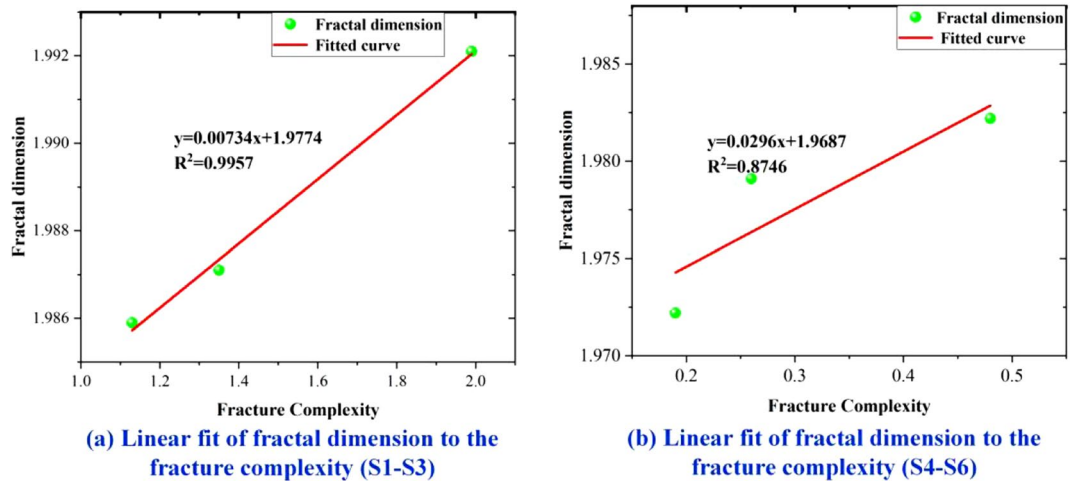 Fractal dimension
Fitted curve
1.992
1.990
1.988
1.986
Fractal dimension
y=0.00734x+1.9774
R²=0.9957
1.0 1.2 1.4 1.6 1.8 2.0
Fracture Complexity
(a) Linear fit of fractal dimension to the
fracture complexity (S1-S3)
Fractal dimension
Fitted curve
1.985
1.980
1.975
1.970
Fractal dimension
y=0.0296x+1.9687
R²=0.8746
0.2 0.3 0.4 0.5
Fracture Complexity
(b) Linear fit of fractal dimension to the
fracture complexity (S4-S6)